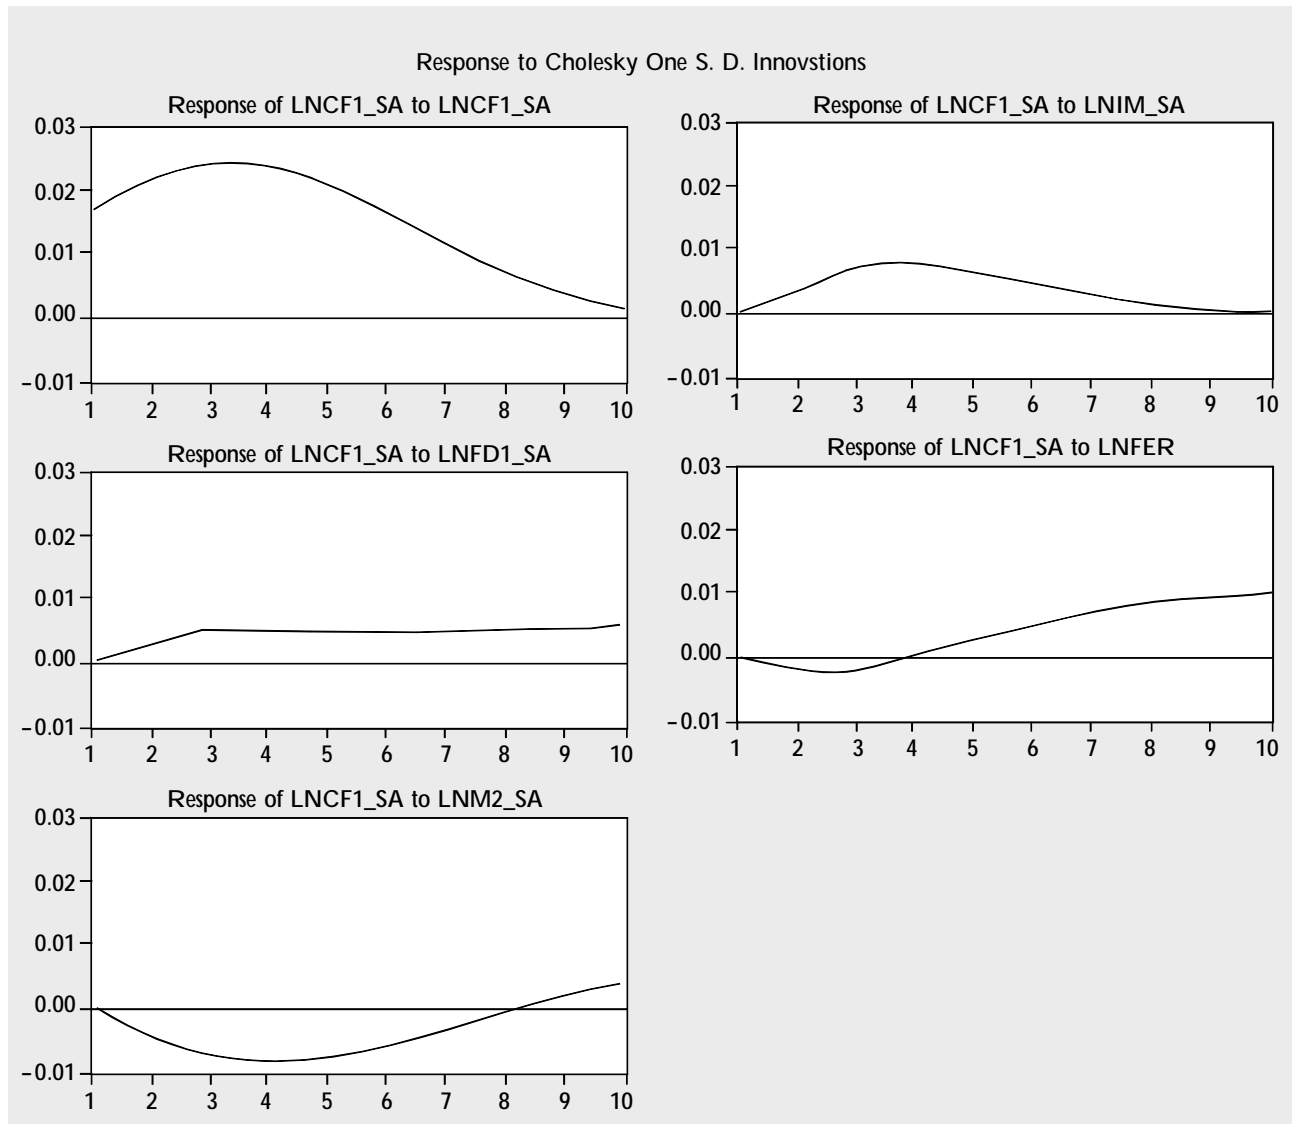 Response to Cholesky One S. D. Innovstions
Response of LNCF1_SA to LNCF1_SA
0.03
0.02
0.01
0.00
−0.01
1 2 3 4 5 6 7 8 9 10
Response of LNCF1_SA to LNIM_SA
0.03
0.02
0.01
0.00
−0.01
1 2 3 4 5 6 7 8 9 10
Response of LNCF1_SA to LNFD1_SA
0.03
0.02
0.01
0.00
−0.01
1 2 3 4 5 6 7 8 9 10
Response of LNCF1_SA to LNFER
0.03
0.02
0.01
0.00
−0.01
1 2 3 4 5 6 7 8 9 10
Response of LNCF1_SA to LNM2_SA
0.03
0.02
0.01
0.00
−0.01
1 2 3 4 5 6 7 8 9 10